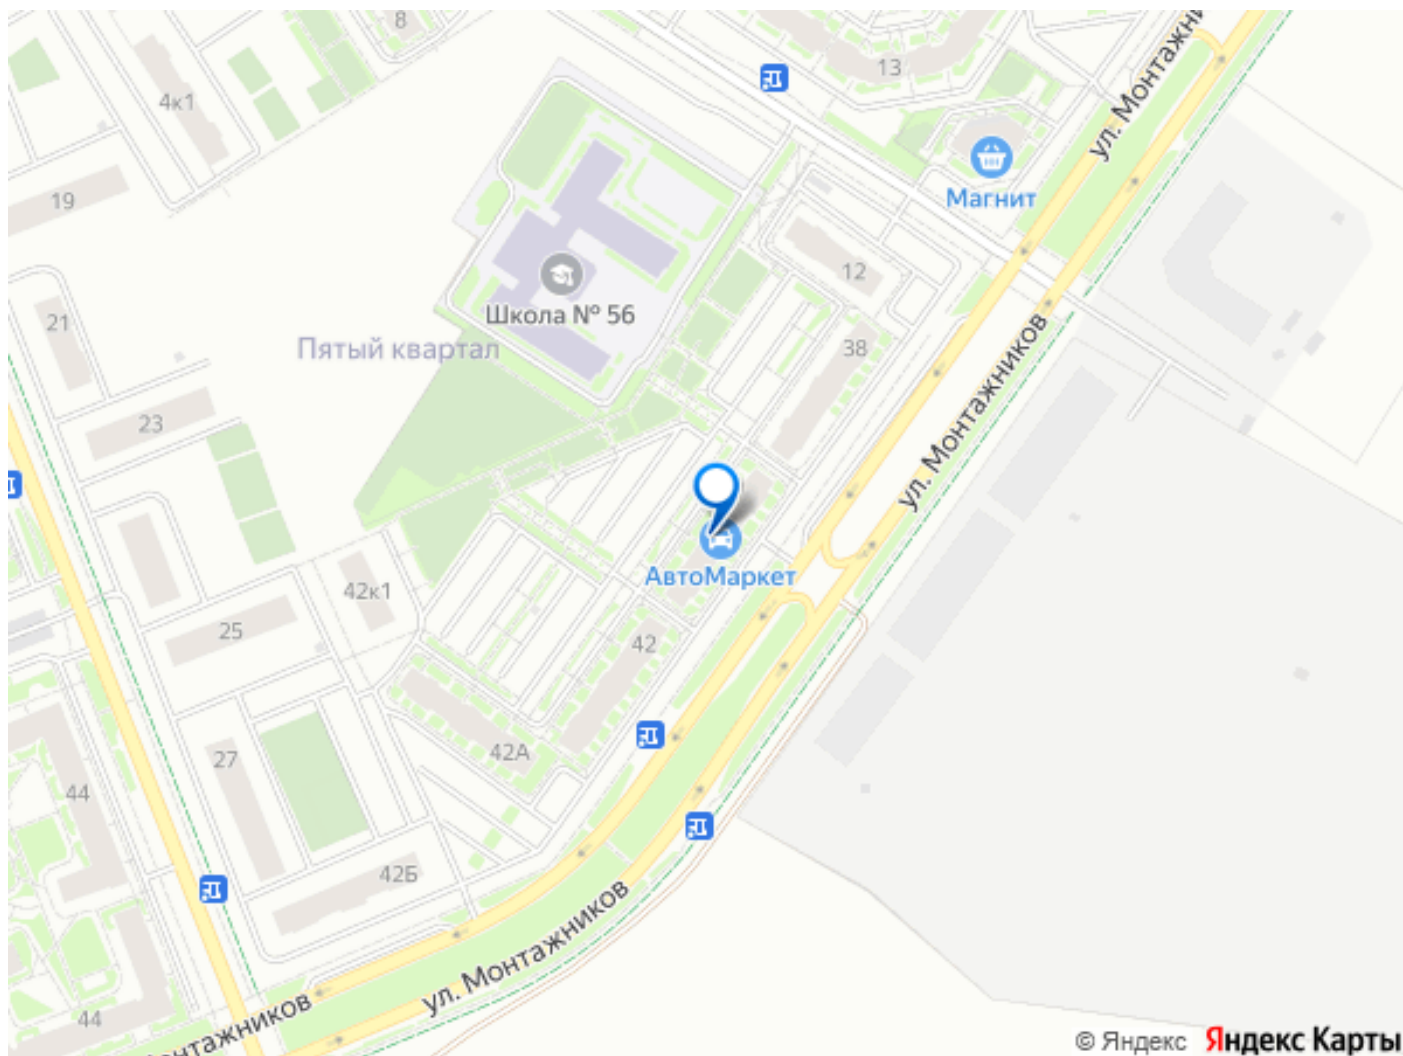 8
13
4к1
ул. Монтажни
Магнит
19
12
Школа № 56
21
Пятый квартал
38
23
ул. Монтажников
АвтоМаркет
42к1
25
42
42А
27
44
42Б
ул. Монтажников
44
онтажников
© Яндекс Яндекс Карты